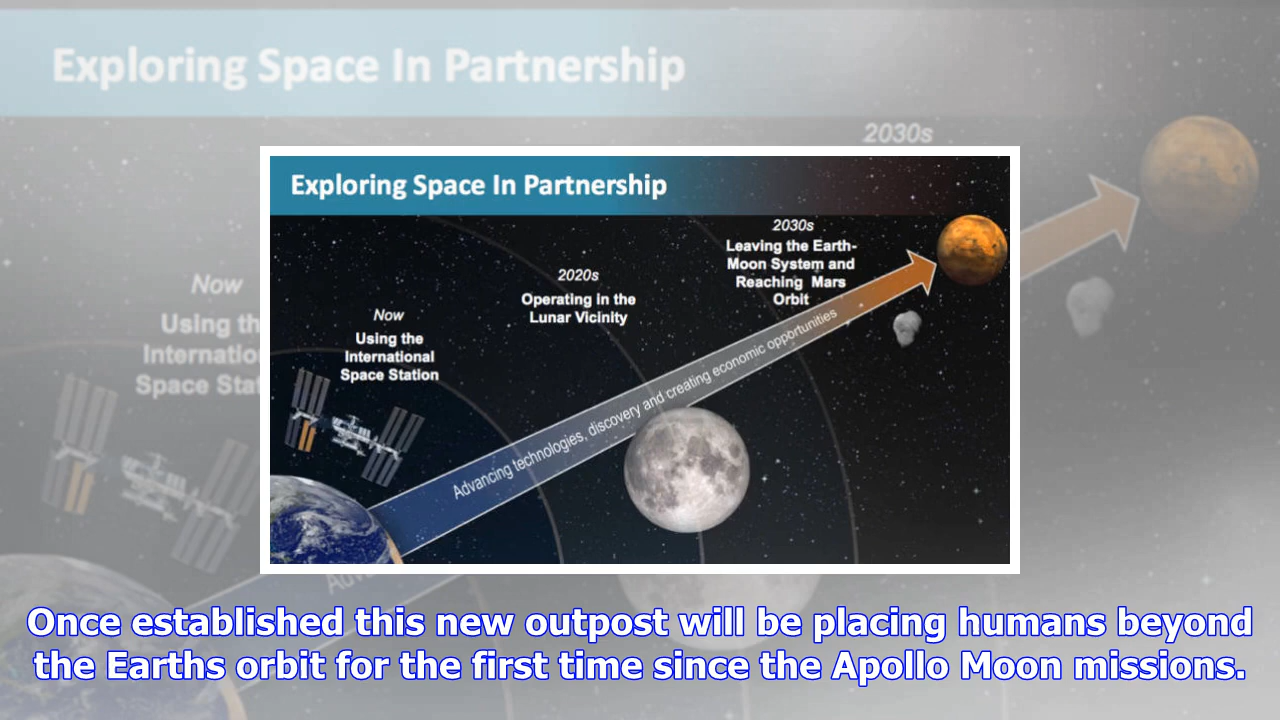 Exploring Space In Partnership
2030s
Now
Using th
Internatio
Space Stat
Exploring Space In Partnership
2030s
Leaving the Earth-
Moon System and
Reaching Mars
Orbit
2020s
Operating in the
Lunar Vicinity
Now
Using the
International
Space Station
Advancing technologies, discovery and creating economic opportunities
Adva
Once established this new outpost will be placing humans beyond
the Earths orbit for the first time since the Apollo Moon missions.